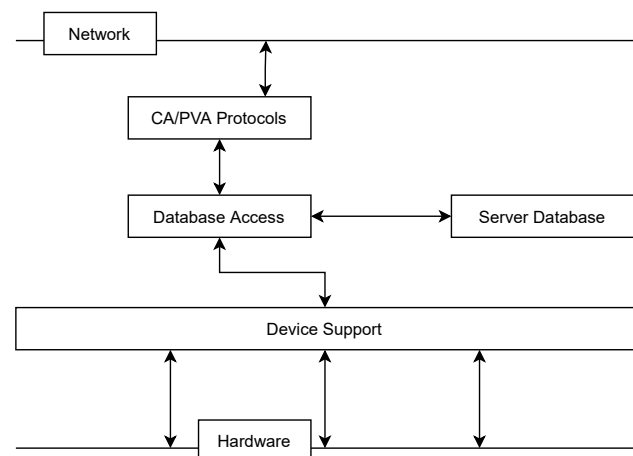 Network
CA/PVA Protocols
Database Access
Server Database
Device Support
Hardware